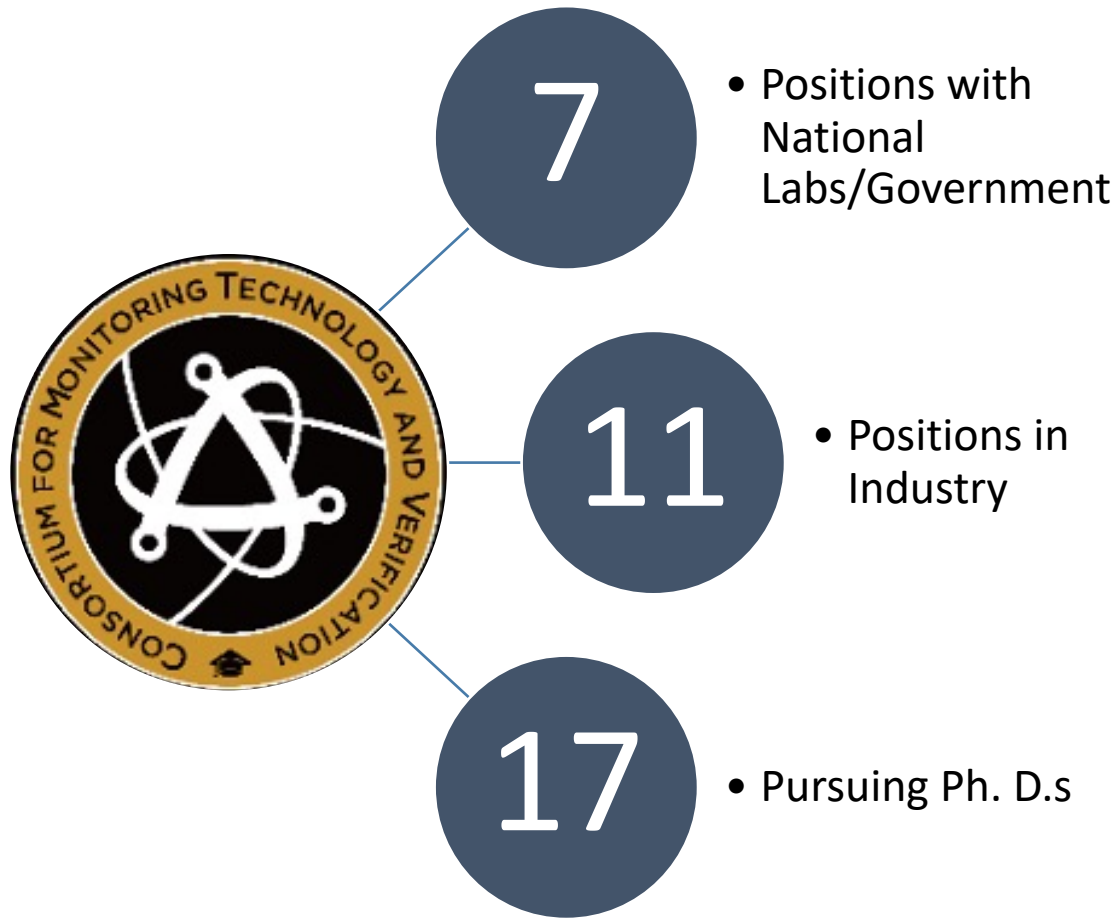 7
• Positions with
National
Labs/Government
CONSORTIUM FOR MONITORING TECHNOLOGY AND VERIFICATION
11
• Positions in
Industry
17
• Pursuing Ph. D.s